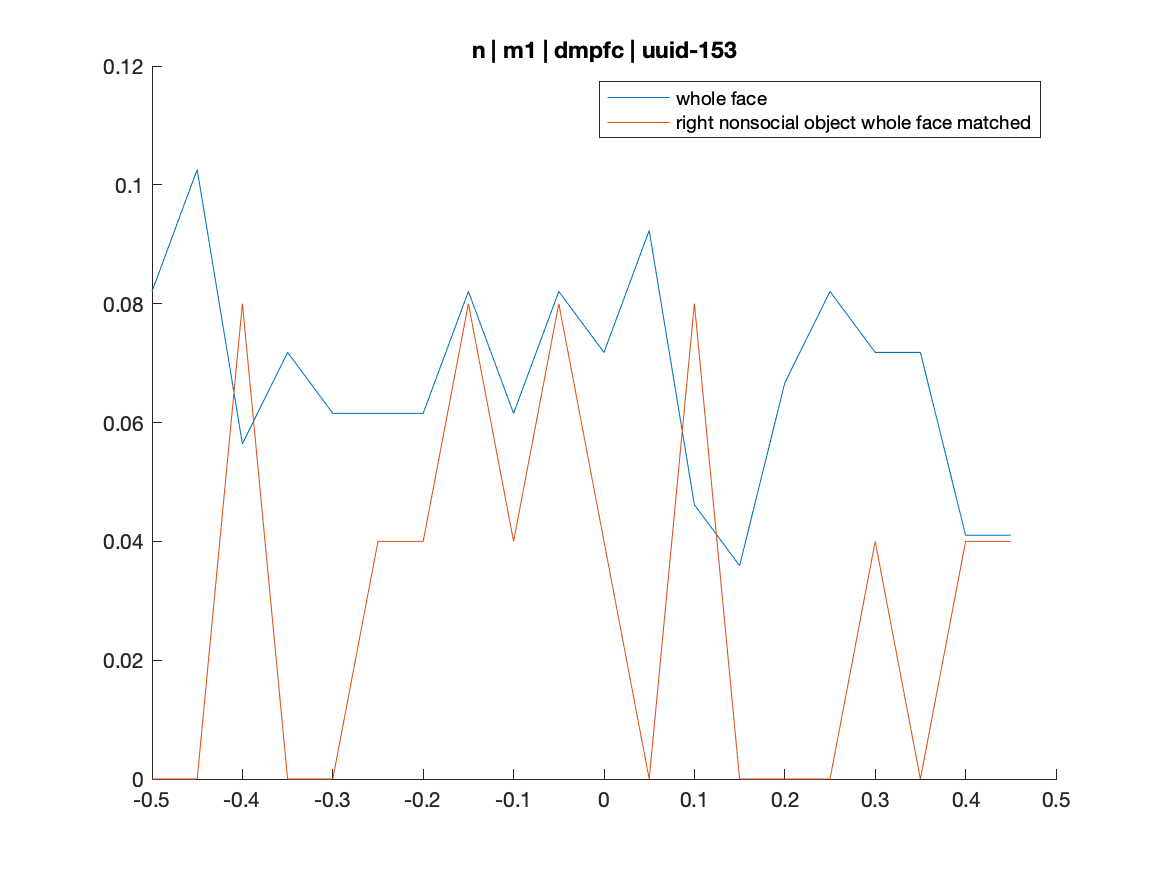 n | m1 | dmpfc | uuid-153
0.12
whole face
right nonsocial object whole face matched
0.1
0.08
0.06
0.04
0.02
0
-0.5 -0.4 -0.3 -0.2 -0.1 0 0.1 0.2 0.3 0.4 0.5